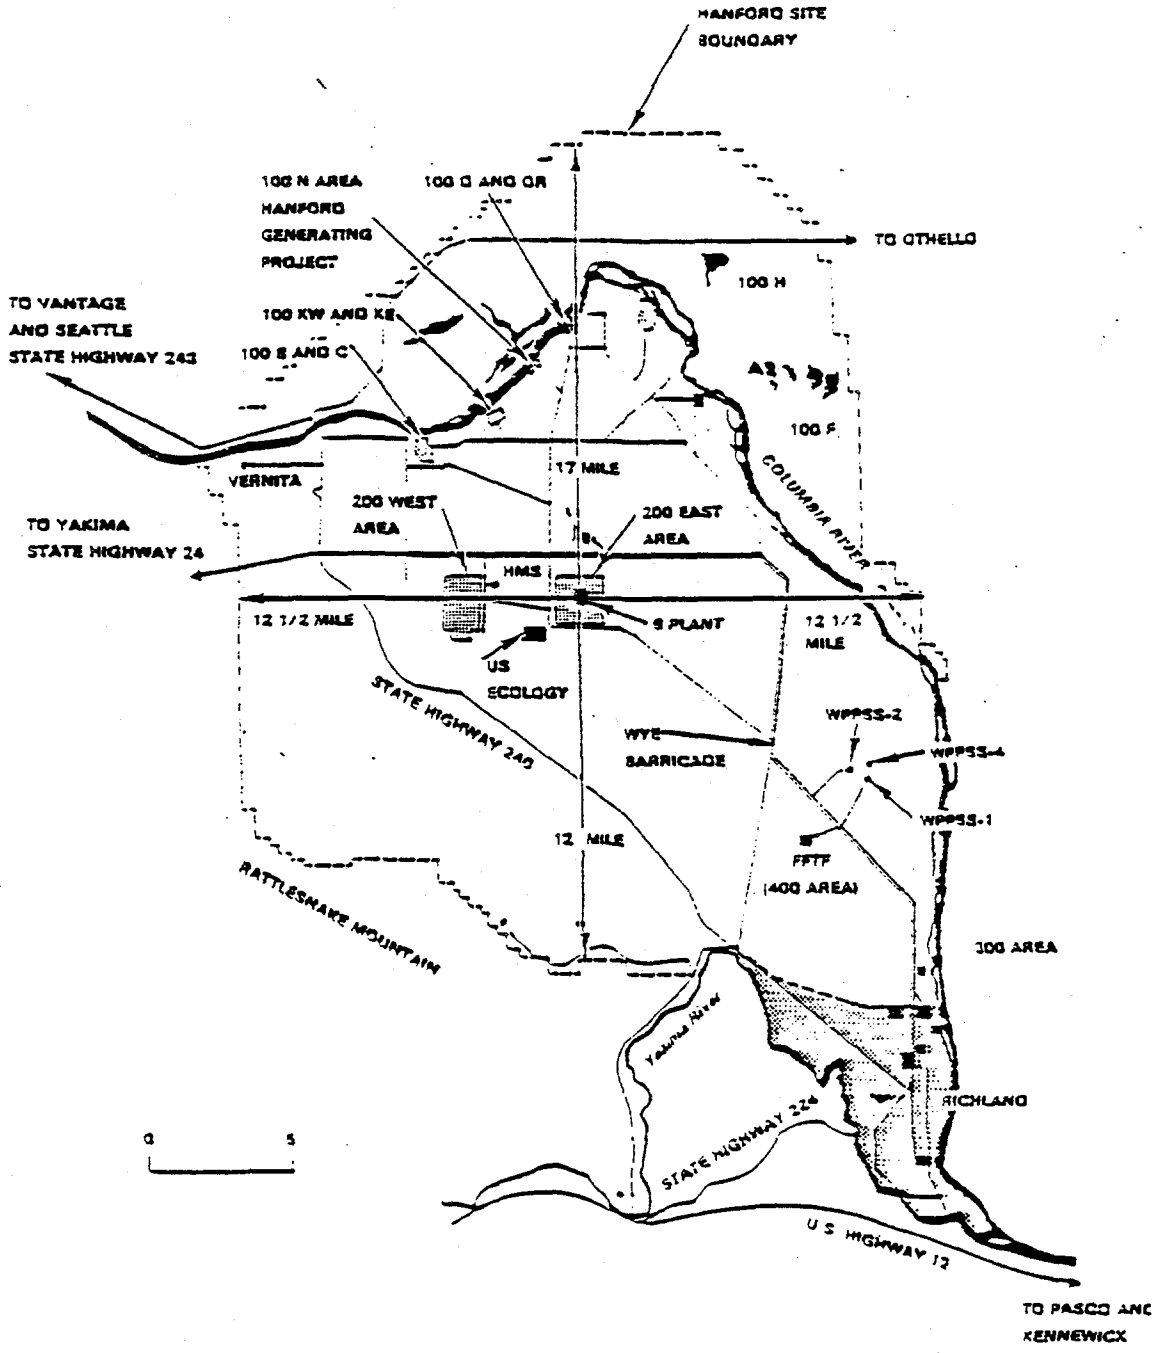 HANFORD SITE
BOUNDARY
100 N AREA
HANFORD
GENERATING
PROJECT
100 D AND DR
TO OTHELLO
100 H
TO VANTAGE
AND SEATTLE
STATE HIGHWAY 243
100 KW AND KE
100 B AND C
100 F
17 MILE
VERNITA
COLUMBIA RIVER
200 WEST
AREA
200 EAST
AREA
TO YAKIMA
STATE HIGHWAY 24
HMS
12 1/2 MILE
B PLANT
12 1/2
MILE
US
ECOLOGY
STATE HIGHWAY 240
WPPSS-2
WYE
BARRICADE
WPPSS-4
WPPSS-1
12 MILE
FFTF
(400 AREA)
RATTLESNAKE MOUNTAIN
300 AREA
Yakima River
RICHLAND
STATE HIGHWAY 224
0 5
U S HIGHWAY 12
TO PASCO AND
KENNEWICK